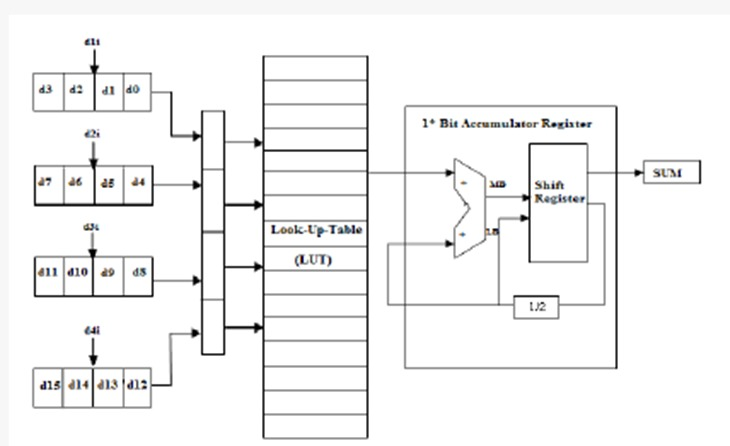 d1i
d3 d2 d1 d0
d2i
d7 d6 d5 d4
d3i
d11 d10 d9 d8
d4i
d15 d14 d13 d12
Look-Up-Table
(LUT)
1* Bit Accumulator Register
+
+
MB
LB
Shift
Register
1/2
SUM